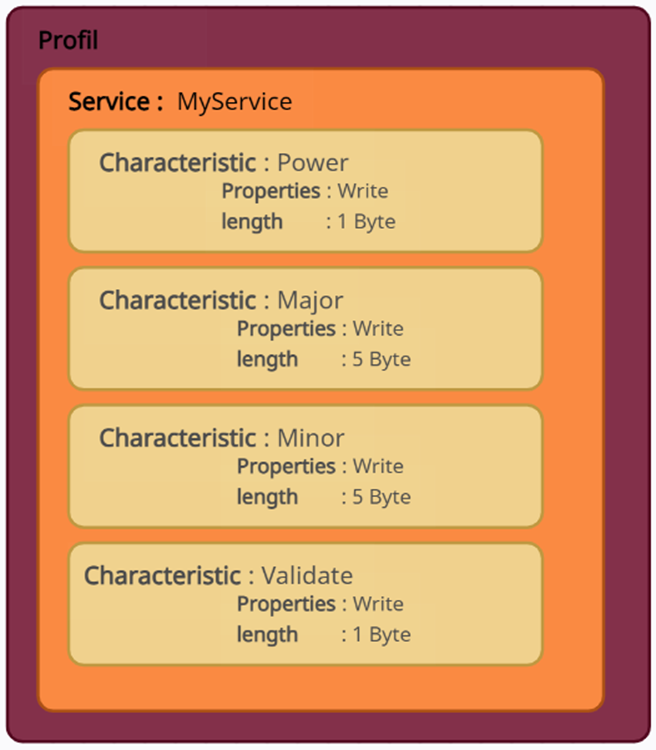 Profil
Service : MyService
Characteristic : Power
Properties : Write
length : 1 Byte
Characteristic : Major
Properties : Write
length : 5 Byte
Characteristic : Minor
Properties : Write
length : 5 Byte
Characteristic : Validate
Properties : Write
length : 1 Byte